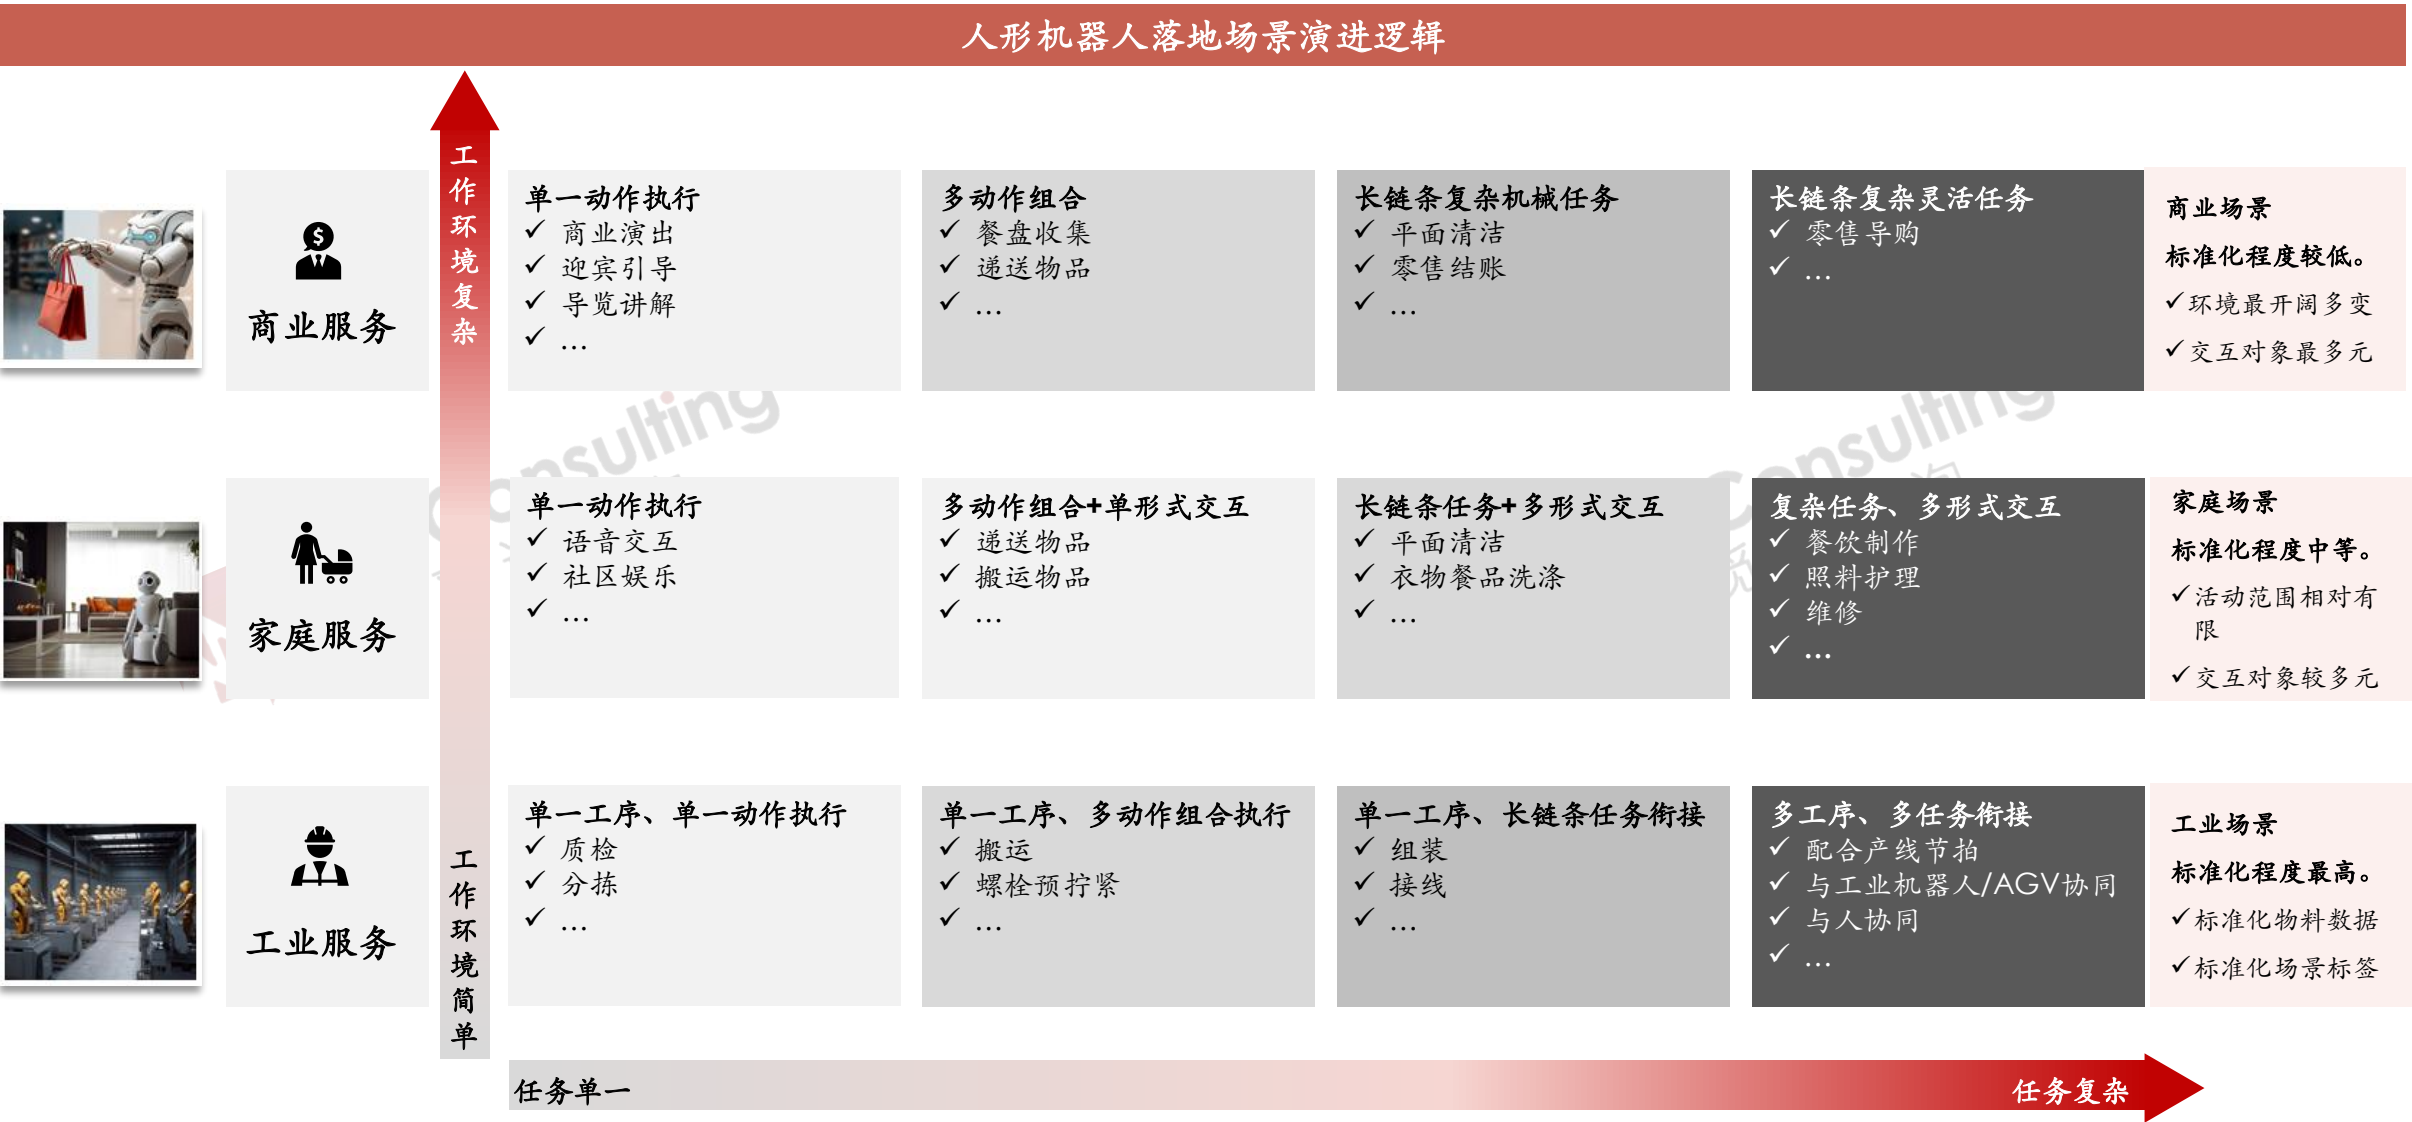 人形机器人落地场景演进逻辑
工作环境复杂
商业服务
单一动作执行
✓ 商业演出
✓ 迎宾引导
✓ 导览讲解
✓ …
多动作组合
✓ 餐盘收集
✓ 递送物品
✓ …
长链条复杂机械任务
✓ 平面清洁
✓ 零售结账
✓ …
长链条复杂灵活任务
✓ 零售导购
✓ …
商业场景
标准化程度较低。
✓环境最开阔多变
✓交互对象最多元
家庭服务
单一动作执行
✓ 语音交互
✓ 社区娱乐
✓ …
多动作组合+单形式交互
✓ 递送物品
✓ 搬运物品
✓ …
长链条任务+多形式交互
✓ 平面清洁
✓ 衣物餐品洗涤
✓ …
复杂任务、多形式交互
✓ 餐饮制作
✓ 照料护理
✓ 维修
✓ …
家庭场景
标准化程度中等。
✓活动范围相对有
限
✓交互对象较多元
工业服务
单一工序、单一动作执行
✓ 质检
✓ 分拣
✓ …
单一工序、多动作组合执行
✓ 搬运
✓ 螺栓预拧紧
✓ …
单一工序、长链条任务衔接
✓ 组装
✓ 接线
✓ …
多工序、多任务衔接
✓ 配合产线节拍
✓ 与工业机器人/AGV协同
✓ 与人协同
✓ …
工业场景
标准化程度最高。
✓标准化物料数据
✓标准化场景标签
工作环境简单
任务单一
任务复杂